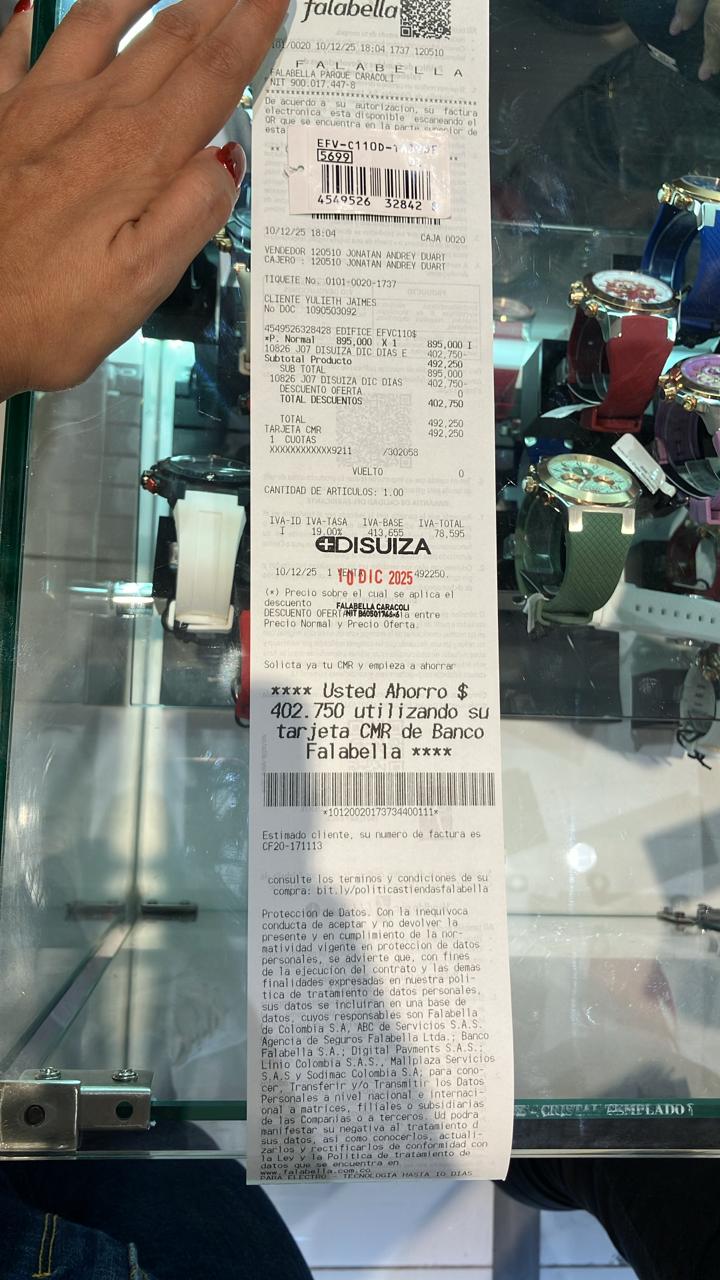 falabella
101/0020 10/12/25 18:04 1737 120510
F A L A B E L L A
FALABELLA PARQUE CARACOLI
NIT 900.017.447-8
De acuerdo a su autorizacion, su factura
electronica esta disponible escaneando el
QR que se encuentra en la parte superior de
esta
EFV-C110D-
5699
4549526 32842 8
10/12/25 18:04 CAJA 0020
VENDEDOR 120510 JONATAN ANDREY DUART
CAJERO : 120510 JONATAN ANDREY DUART
TIQUETE No. 0101-0020-1737
CLIENTE YULIETH JAIMES
No DOC 1090503092
4549526328428 EDIFICE EFVC110$
*P. Normal 895,000 X 1 895,000 I
10826 J07 DISUIZA DIC DIAS E 402,750-
Subtotal Producto 492,250
SUB TOTAL 895,000
10826 J07 DISUIZA DIC DIAS 402,750-
DESCUENTO OFERTA 0
TOTAL DESCUENTOS 402,750
TOTAL 492,250
TARJETA CMR 492,250
1 CUOTAS
XXXXXXXXXXXX9211 /302058
VUELTO 0
CANTIDAD DE ARTICULOS: 1.00
IVA-ID IVA-TASA IVA-BASE IVA-TOTAL
I 19.00% 413,655 78,595
DISUIZA
10/12/25 1 VENTA 492250.
10 DIC 2025
(*) Precio sobre el cual se aplica el
descuento
FALABELLA CARACOLI
DESCUENTO OFERTA entre
Precio Normal y Precio Oferta.
Solicta ya tu CMR y empieza a ahorrar
**** Usted Ahorro $
402.750 utilizando su
tarjeta CMR de Banco
Falabella ****
*10120020173734400111*
Estimado cliente, su numero de factura es
CF20-171113
consulte los terminos y condiciones de su
compra: bit.ly/politicastiendasfalabella
Proteccion de Datos. Con la inequivoca
conducta de aceptar y no devolver la
presente y en cumplimiento de la nor-
matividad vigente en proteccion de datos
personales, se advierte que, con fines
de la ejecucion del contrato y las demas
finalidades expresadas en nuestra poli-
tica de tratamiento de datos personales,
sus datos se incluiran en una base de
datos, cuyos responsables son Falabella
de Colombia S.A, ABC de Servicios S.A.S.
Agencia de Seguros Falabella Ltda.; Banco
Falabella S.A.; Digital Payments S.A.S.;
Linio Colombia S.A.S., Mallplaza Servicios
S.A.S y Sodimac Colombia S.A; para cono-
cer, Transferir y/o Transmitir los Datos
Personales a nivel nacional e internaci-
onal a matrices, filiales o subsidiarias
de las Companias o a terceros. Ud podra
manifestar su negativa al tratamiento d
sus datos, asi como conocerlos, actuali-
zarlos y rectificarlos de conformidad con
la Ley y la Politica de tratamiento de
datos que se encuentra en
www.falabella.com.co
PARA ELECTRO - TECNOLOGIA HASTA 10 DIAS
CRISTAL TEMPLADO